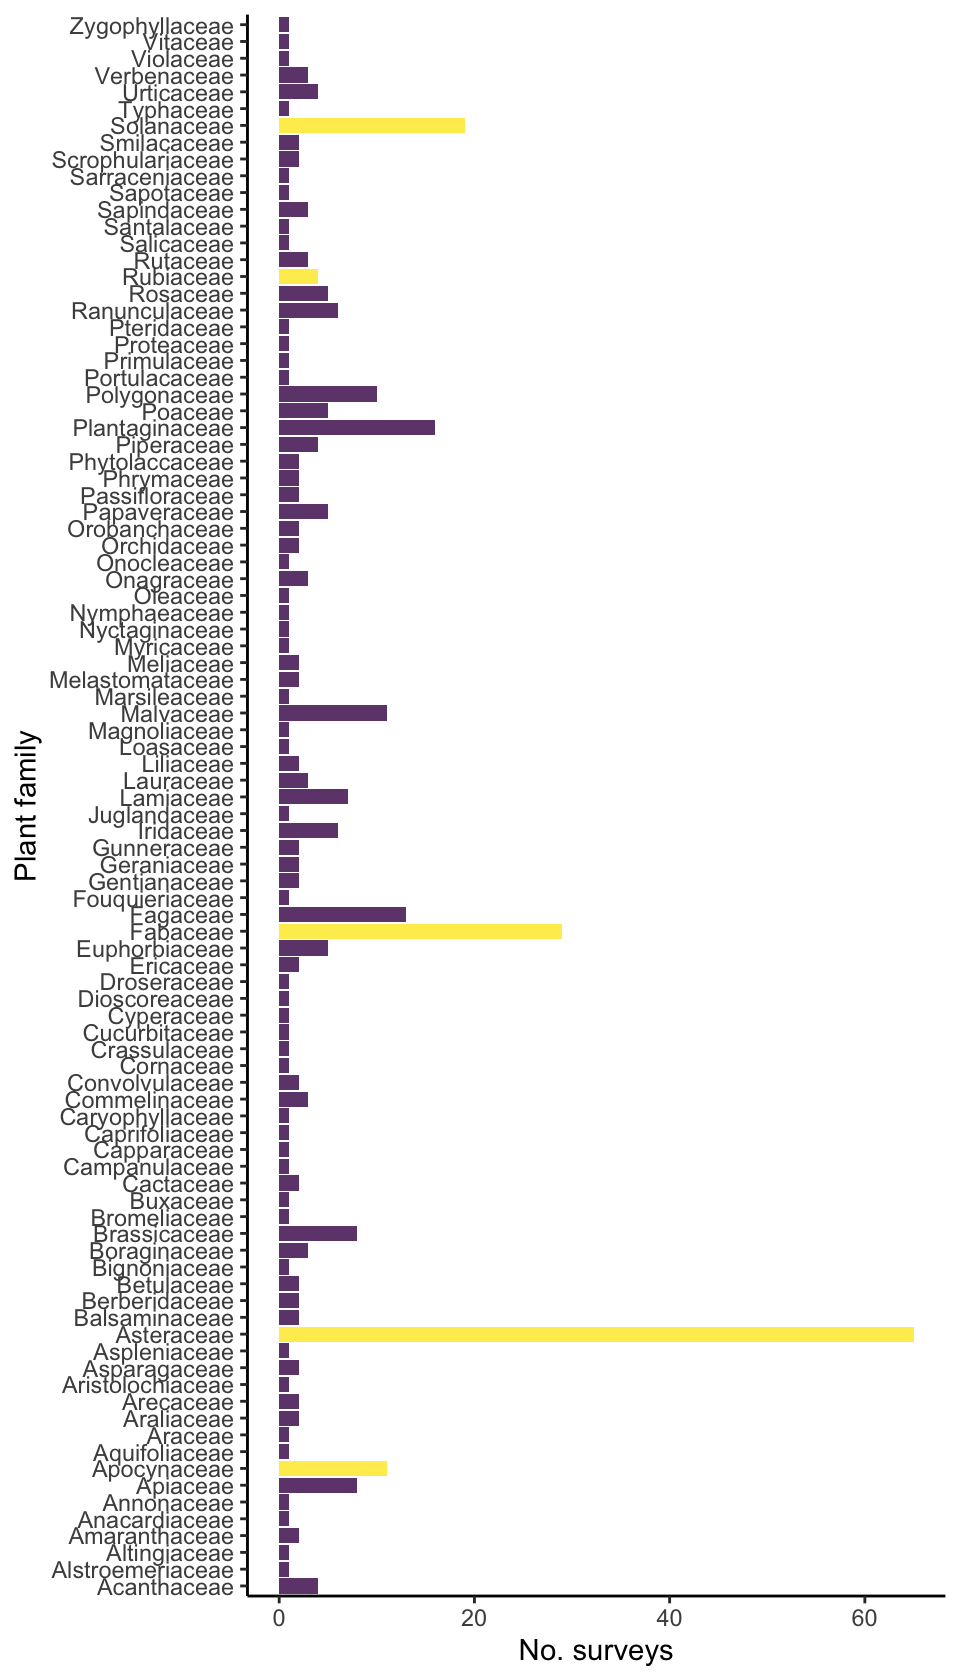 Zygophyllaceae
Vitaceae
Violaceae
Verbenaceae
Urticaceae
Typhaceae
Solanaceae
Smilacaceae
Scrophulariaceae
Sarraceniaceae
Sapotaceae
Sapindaceae
Santalaceae
Salicaceae
Rutaceae
Rubiaceae
Rosaceae
Ranunculaceae
Pteridaceae
Proteaceae
Primulaceae
Portulacaceae
Polygonaceae
Poaceae
Plantaginaceae
Piperaceae
Phytolaccaceae
Phrymaceae
Passifloraceae
Papaveraceae
Orobanchaceae
Orchidaceae
Onocleaceae
Onagraceae
Oleaceae
Nymphaeaceae
Nyctaginaceae
Myricaceae
Meliaceae
Melastomataceae
Marsileaceae
Malvaceae
Magnoliaceae
Loasaceae
Liliaceae
Lauraceae
Lamiaceae
Juglandaceae
Iridaceae
Gunneraceae
Geraniaceae
Gentianaceae
Fouquieriaceae
Fagaceae
Fabaceae
Euphorbiaceae
Ericaceae
Droseraceae
Dioscoreaceae
Cyperaceae
Cucurbitaceae
Crassulaceae
Cornaceae
Convolvulaceae
Commelinaceae
Caryophyllaceae
Caprifoliaceae
Capparaceae
Campanulaceae
Cactaceae
Buxaceae
Bromeliaceae
Brassicaceae
Boraginaceae
Bignoniaceae
Betulaceae
Berberidaceae
Balsaminaceae
Asteraceae
Aspleniaceae
Asparagaceae
Aristolochiaceae
Arecaceae
Araliaceae
Araceae
Aquifoliaceae
Apocynaceae
Apiaceae
Annonaceae
Anacardiaceae
Amaranthaceae
Altingiaceae
Alstroemeriaceae
Acanthaceae
Plant family
0 20 40 60
No. surveys